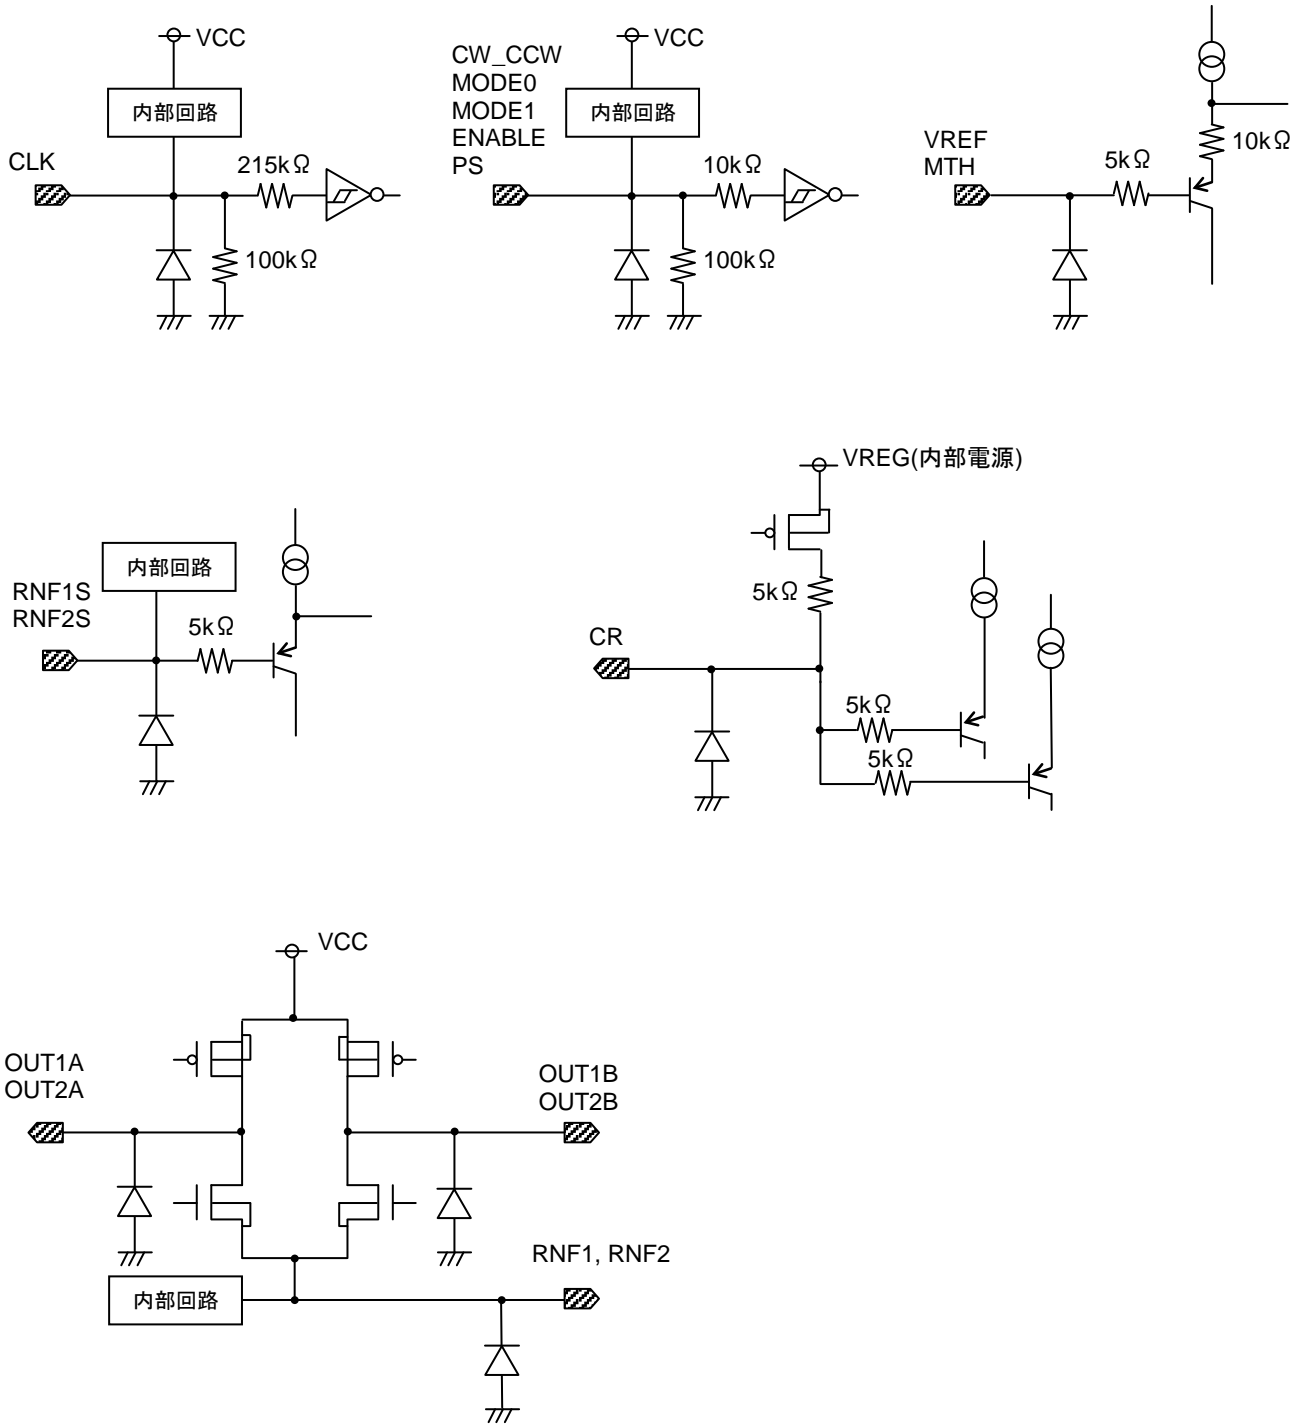 VCC
内部回路
CLK
215kΩ
100kΩ
CW_CCW
MODE0
MODE1
ENABLE
PS
VCC
内部回路
10kΩ
100kΩ
VREF
MTH
5kΩ
10kΩ
内部回路
RNF1S
RNF2S
5kΩ
VREG(内部電源)
5kΩ
CR
5kΩ
5kΩ
VCC
OUT1A
OUT2A
OUT1B
OUT2B
RNF1, RNF2
内部回路